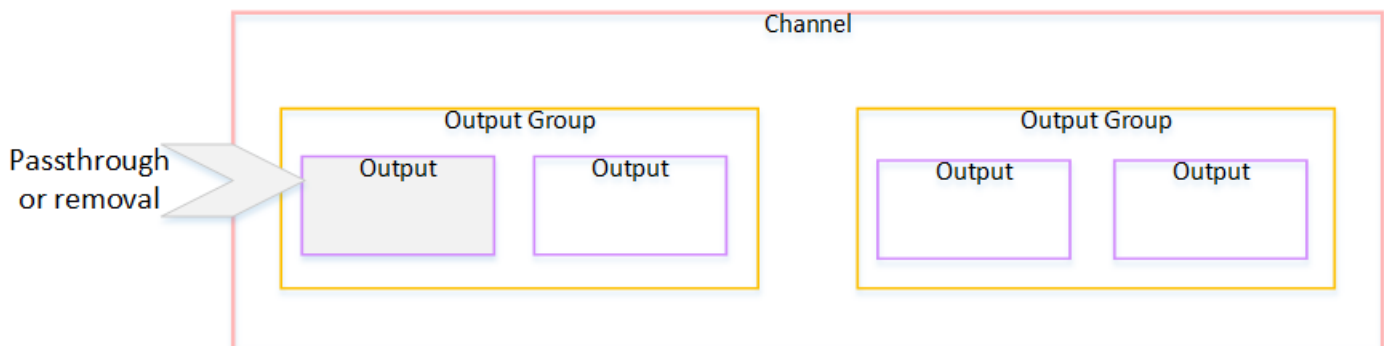 Channel
Output Group
Output Group
Passthrough
or removal
Output
Output
Output
Output